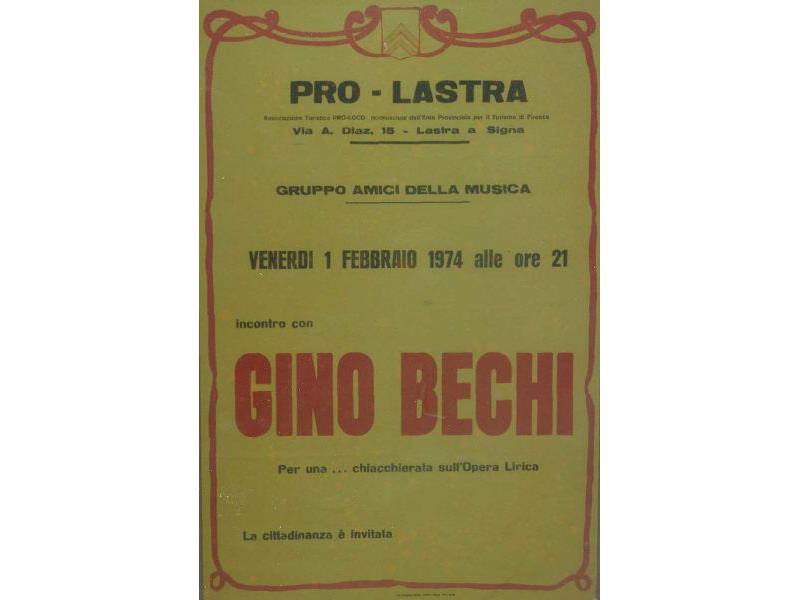 PRO - LASTRA
Associazione Turistica PRO-LOCO riconosciuta dall'Ente Provinciale per il Turismo di Firenze
Via A. Diaz, 15 - Lastra a Signa
GRUPPO AMICI DELLA MUSICA
VENERDI 1 FEBBRAIO 1974 alle ore 21
incontro con
GINO BECHI
Per una ... chiacchierata sull'Opera Lirica
La cittadinanza è invitata